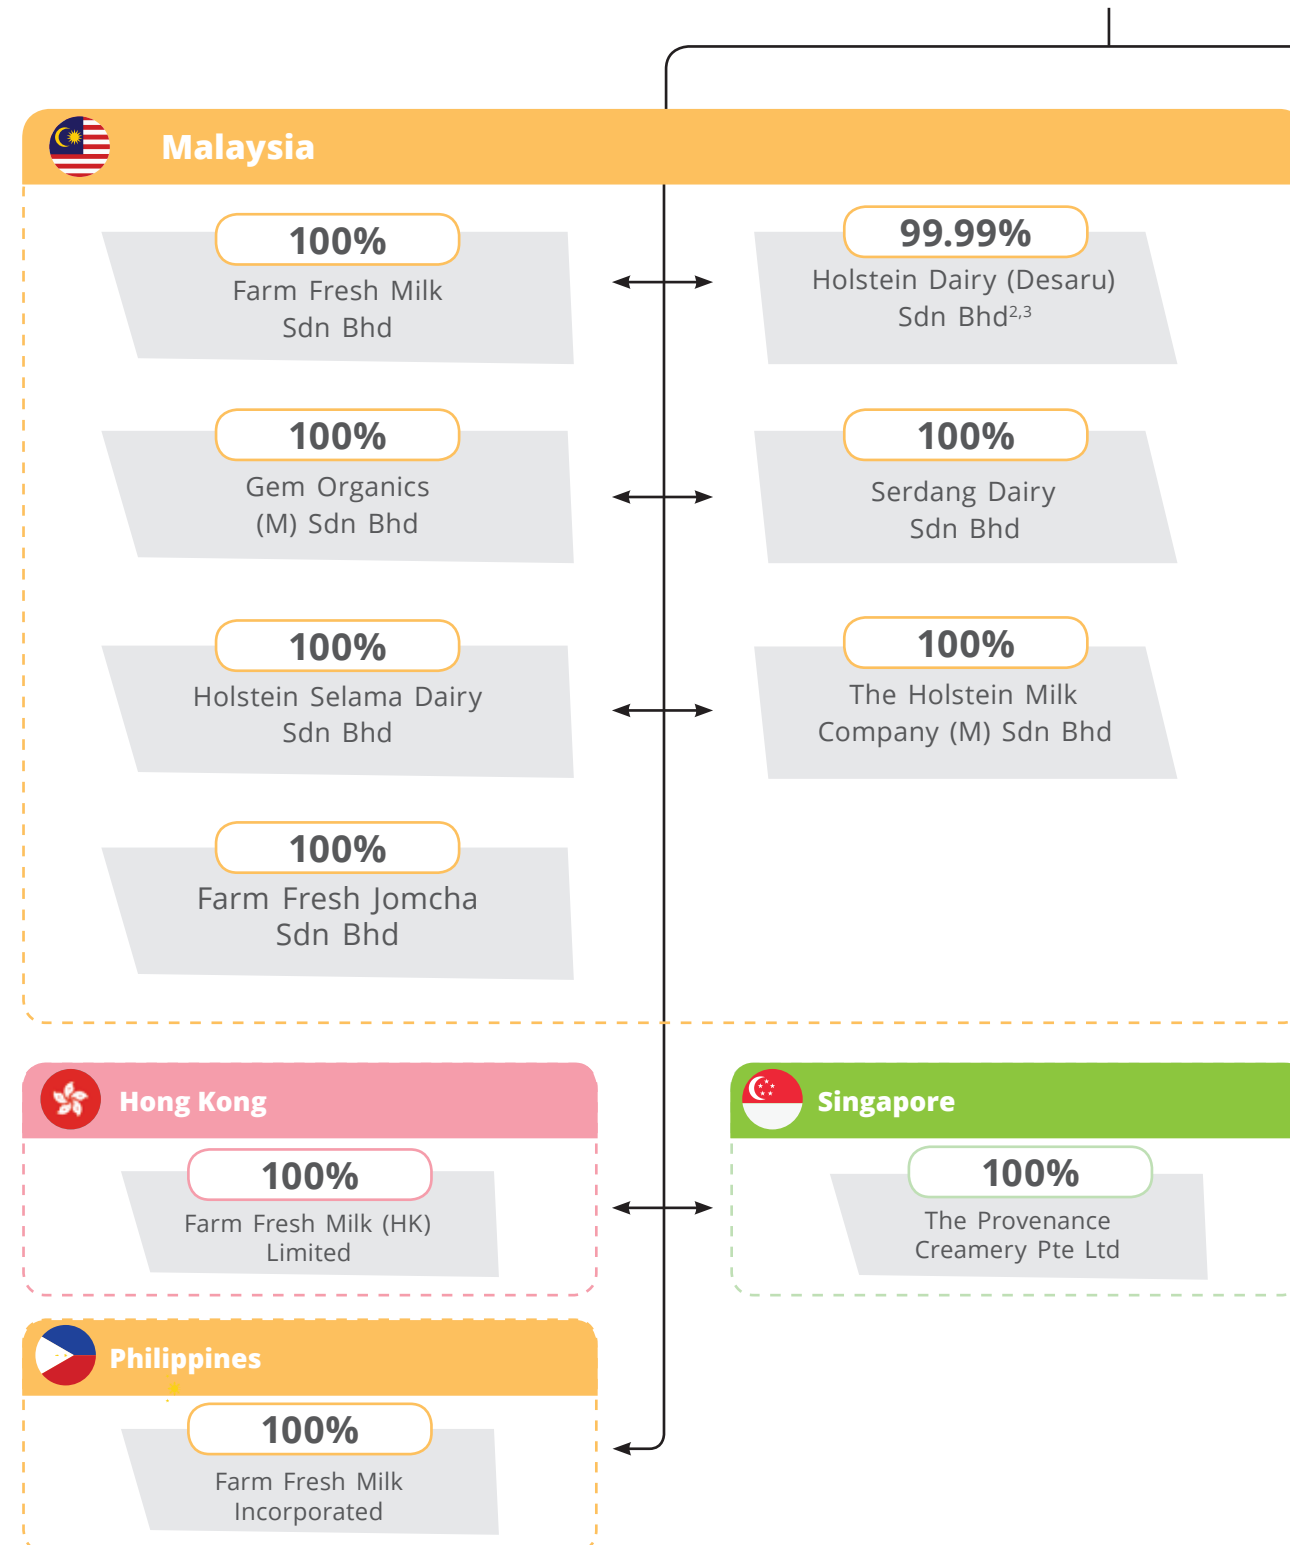 Malaysia
100%
Farm Fresh Milk
Sdn Bhd
99.99%
Holstein Dairy (Desaru)
Sdn Bhd2,3
100%
Gem Organics
(M) Sdn Bhd
100%
Serdang Dairy
Sdn Bhd
100%
Holstein Selama Dairy
Sdn Bhd
100%
The Holstein Milk
Company (M) Sdn Bhd
100%
Farm Fresh Jomcha
Sdn Bhd
Hong Kong
100%
Farm Fresh Milk (HK)
Limited
Singapore
100%
The Provenance
Creamery Pte Ltd
Philippines
100%
Farm Fresh Milk
Incorporated